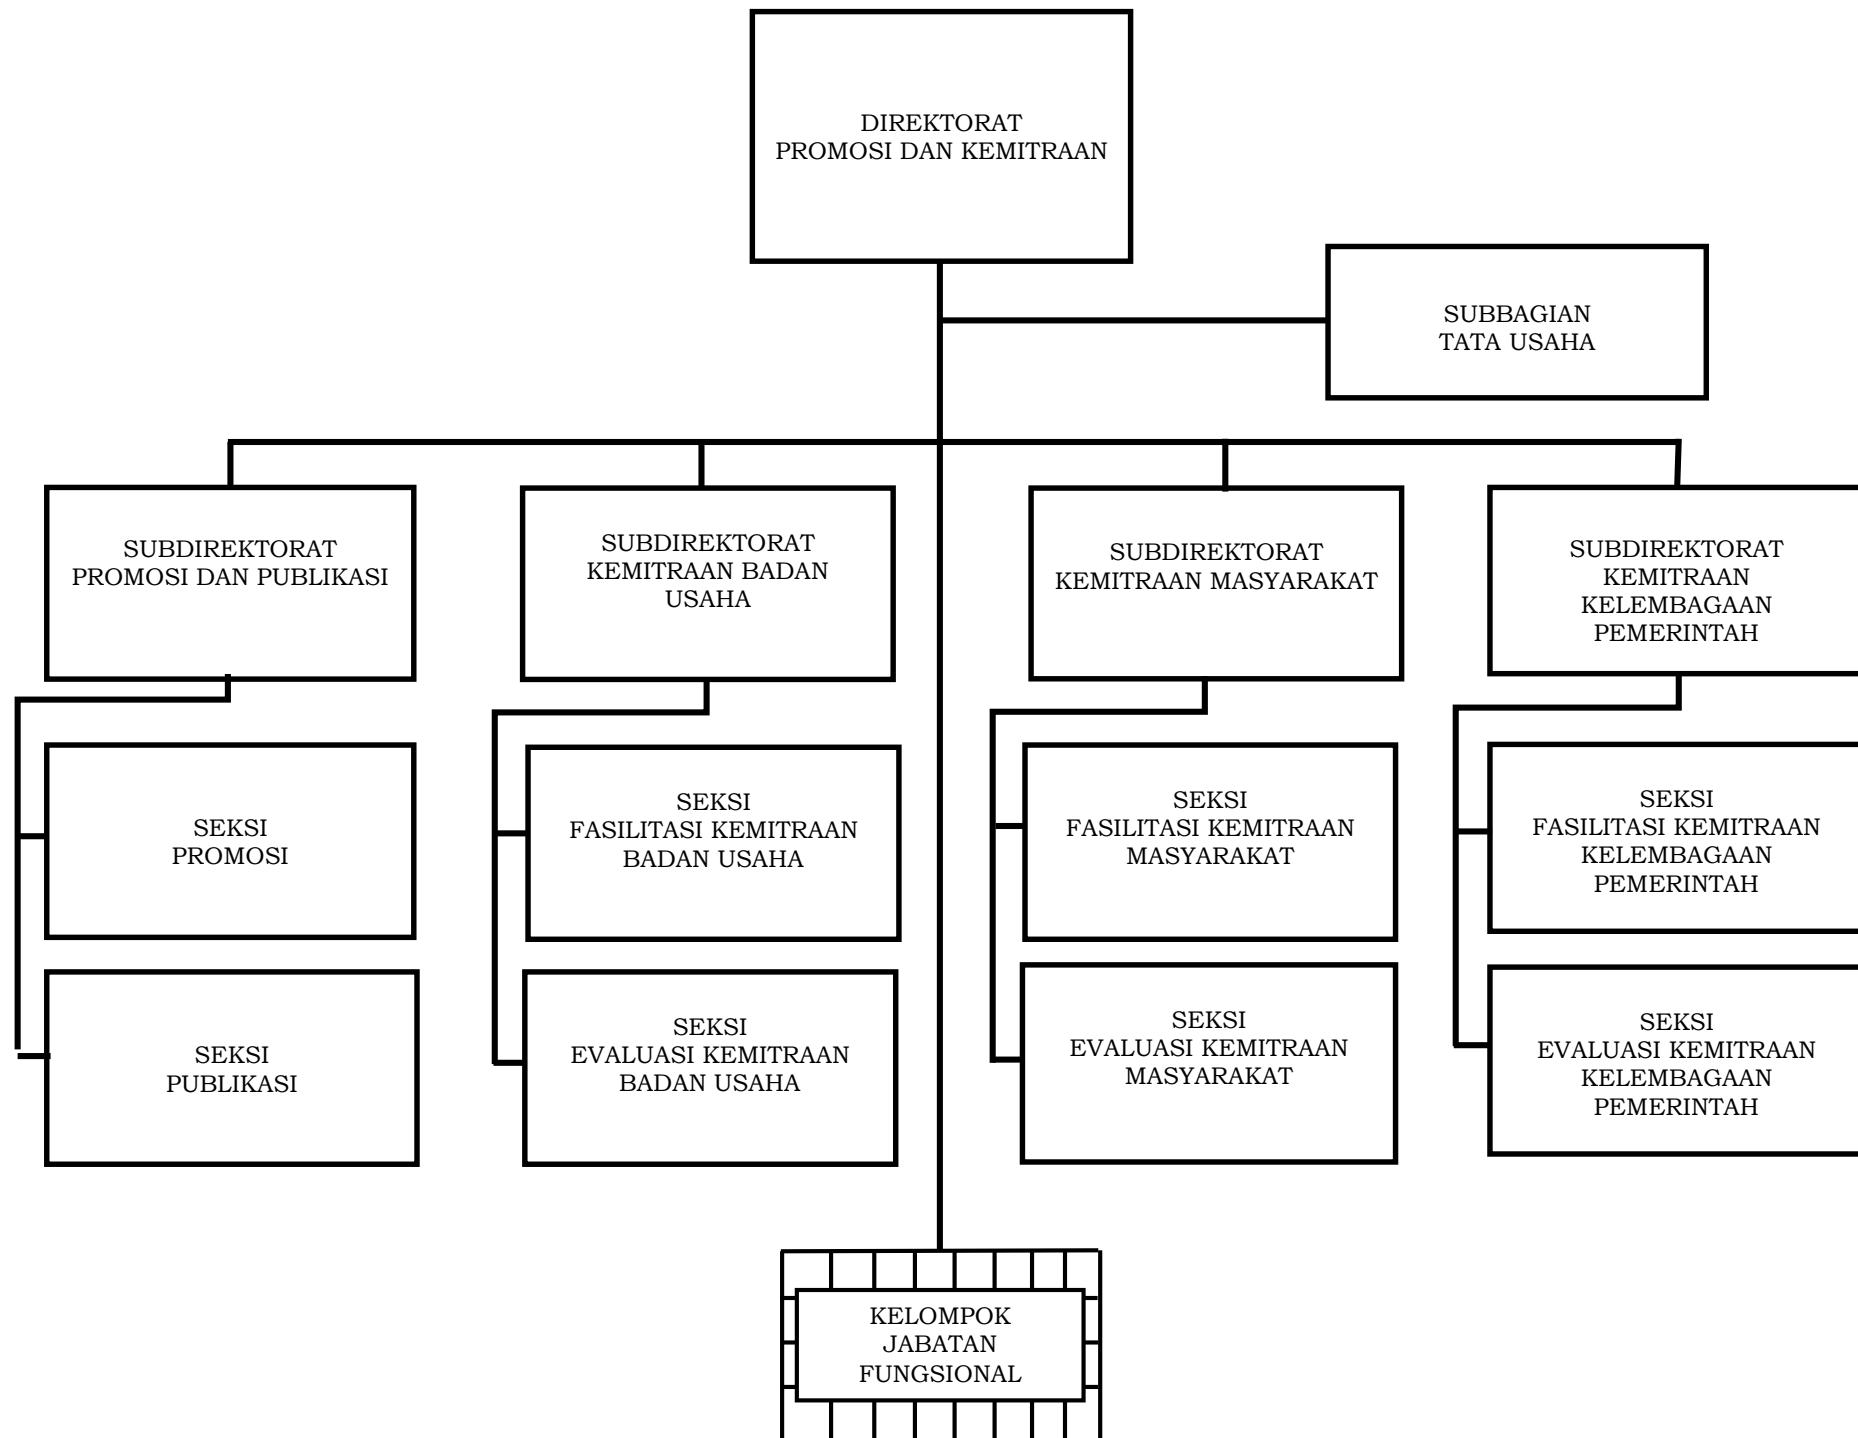 DIREKTORAT
PROMOSI DAN KEMITRAAN
SUBBAGIAN
TATA USAHA
SUBDIREKTORAT
PROMOSI DAN PUBLIKASI
SUBDIREKTORAT
KEMITRAAN BADAN
USAHA
SUBDIREKTORAT
KEMITRAAN MASYARAKAT
SUBDIREKTORAT
KEMITRAAN
KELEMBAGAAN
PEMERINTAH
SEKSI
PROMOSI
SEKSI
FASILITASI KEMITRAAN
BADAN USAHA
SEKSI
FASILITASI KEMITRAAN
MASYARAKAT
SEKSI
FASILITASI KEMITRAAN
KELEMBAGAAN
PEMERINTAH
SEKSI
PUBLIKASI
SEKSI
EVALUASI KEMITRAAN
BADAN USAHA
SEKSI
EVALUASI KEMITRAAN
MASYARAKAT
SEKSI
EVALUASI KEMITRAAN
KELEMBAGAAN
PEMERINTAH
KELOMPOK
JABATAN
FUNGSIONAL